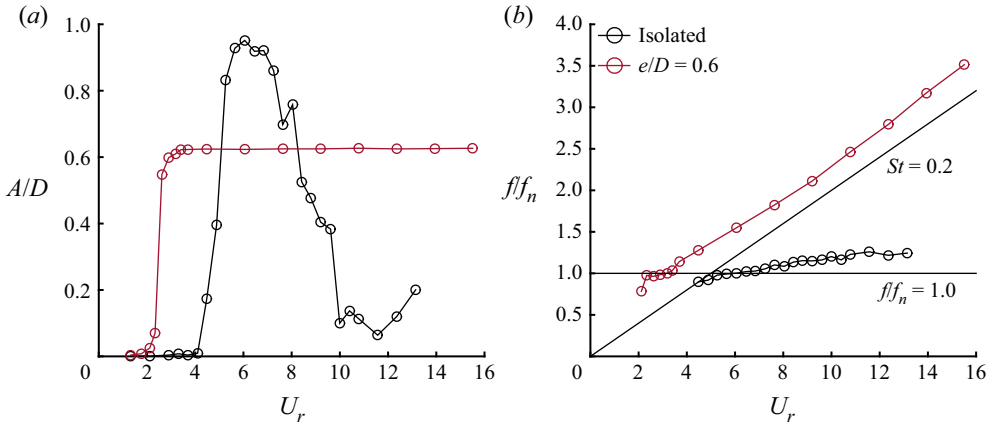 (a)
1.0
0.8
0.6
0.4
0.2
A/D
0 2 4 6 8 10 12 14 16
U_r
(b)
Isolated
e/D = 0.6
4.0
3.5
3.0
2.5
2.0
1.5
1.0
0.5
f/f_n
St = 0.2
f/f_n = 1.0
0 2 4 6 8 10 12 14 16
U_r